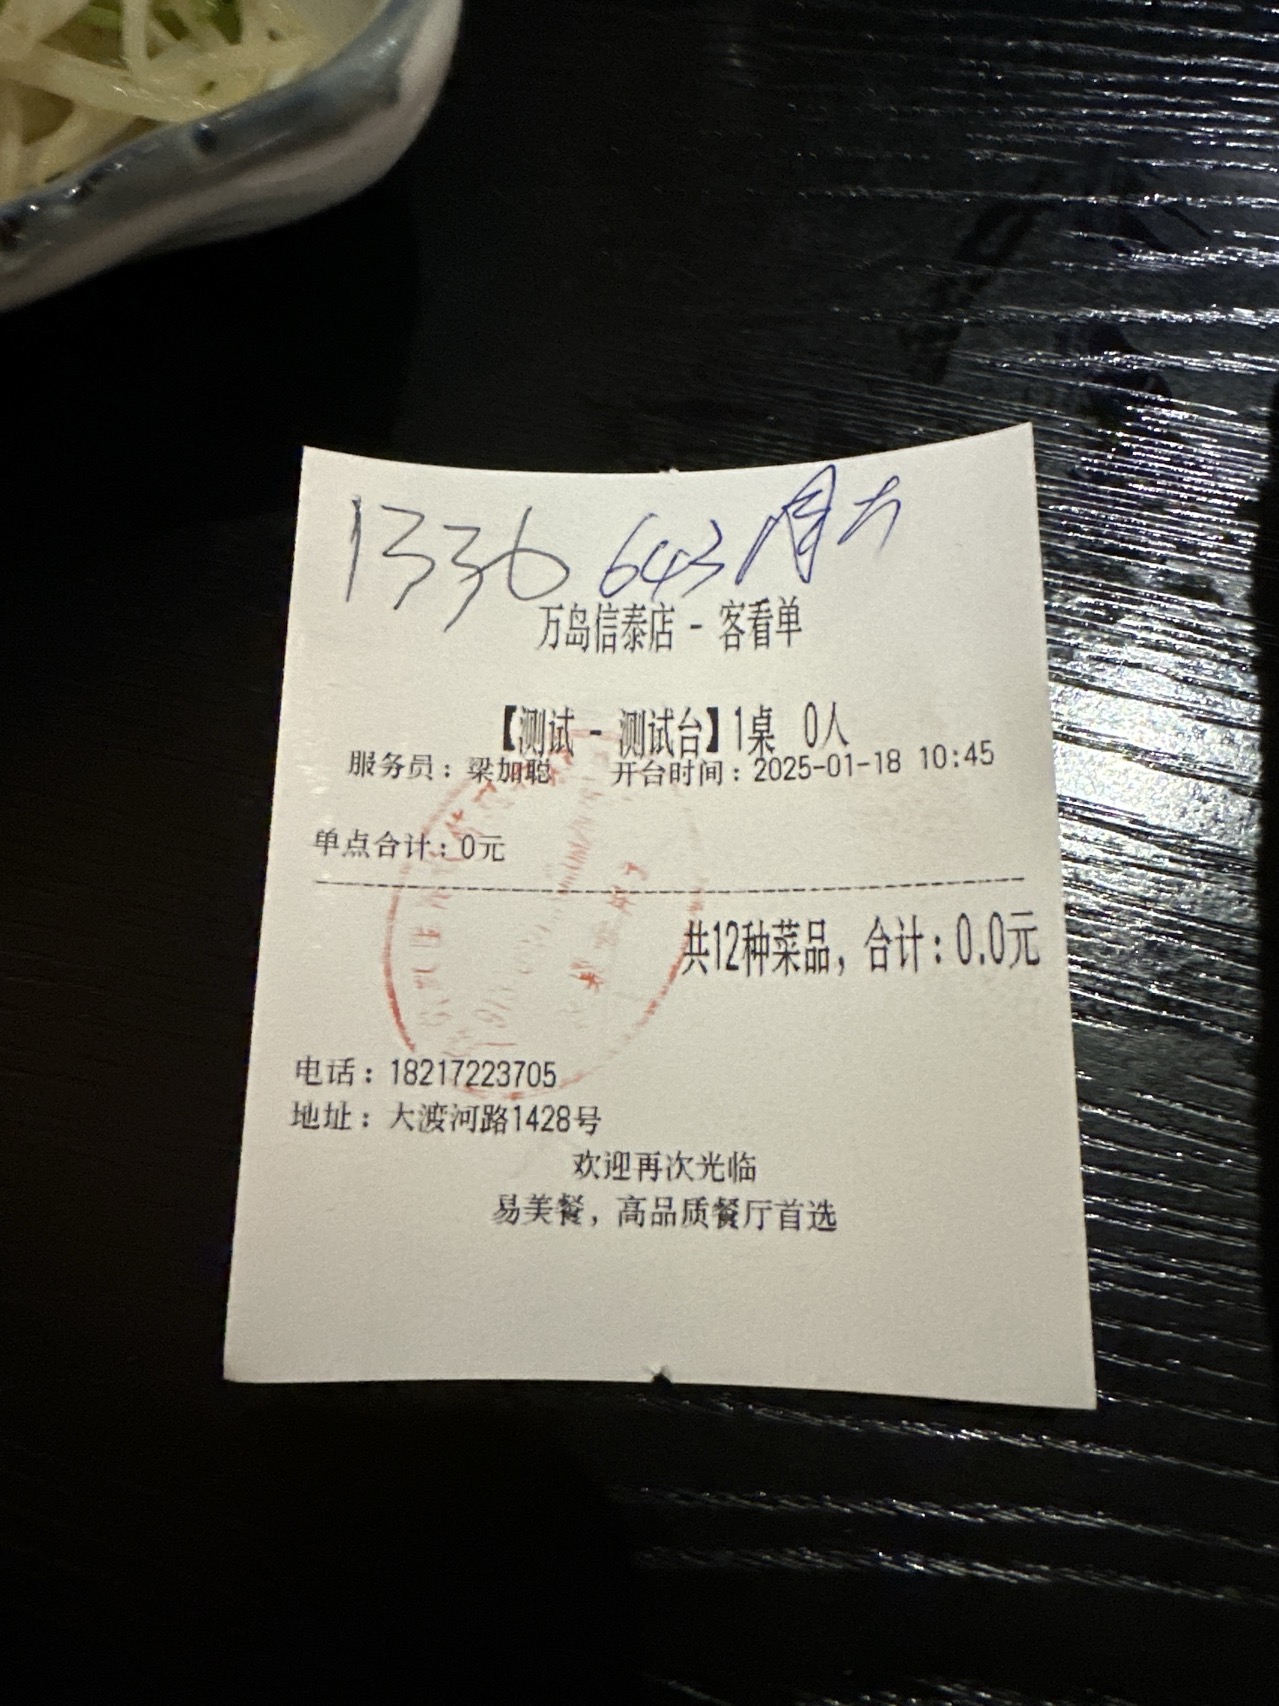 1336 643
万岛信泰店 - 客看单
【测试 - 测试台】1桌 0人
服务员：梁加聪 开台时间：2025-01-18 10:45
单点合计：0元
共12种菜品，合计：0.0元
电话：18217223705
地址：大渡河路1428号
欢迎再次光临
易美餐，高品质餐厅首选